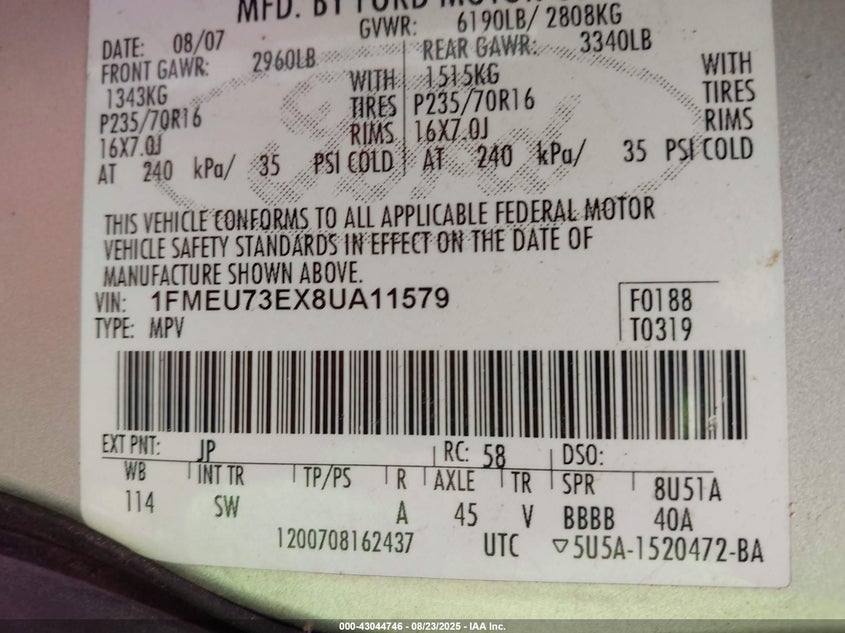 MFD. BY FORD MOTOR
GVWR: 6190LB/ 2808KG
DATE: 08/07
FRONT GAWR: 2960LB
1343KG WITH
P235/70R16 TIRES
16X7.0J RIMS
AT 240 kPa/ 35 PSI COLD
REAR GAWR: 3340LB
1515KG WITH
P235/70R16 TIRES
16X7.0J RIMS
AT 240 kPa/ 35 PSI COLD
THIS VEHICLE CONFORMS TO ALL APPLICABLE FEDERAL MOTOR
VEHICLE SAFETY STANDARDS IN EFFECT ON THE DATE OF
MANUFACTURE SHOWN ABOVE.
VIN: 1FMEU73EX8UA11579
TYPE: MPV
F0188
T0319
EXT PNT: JP RC: 58 DSO:
WB INT TR TP/PS R AXLE TR SPR 8U51A
114 SW A 45 V BBBB 40A
1200708162437 UTC ▽5U5A-1520472-BA
000-43044746 - 08/23/2025 - IAA Inc.